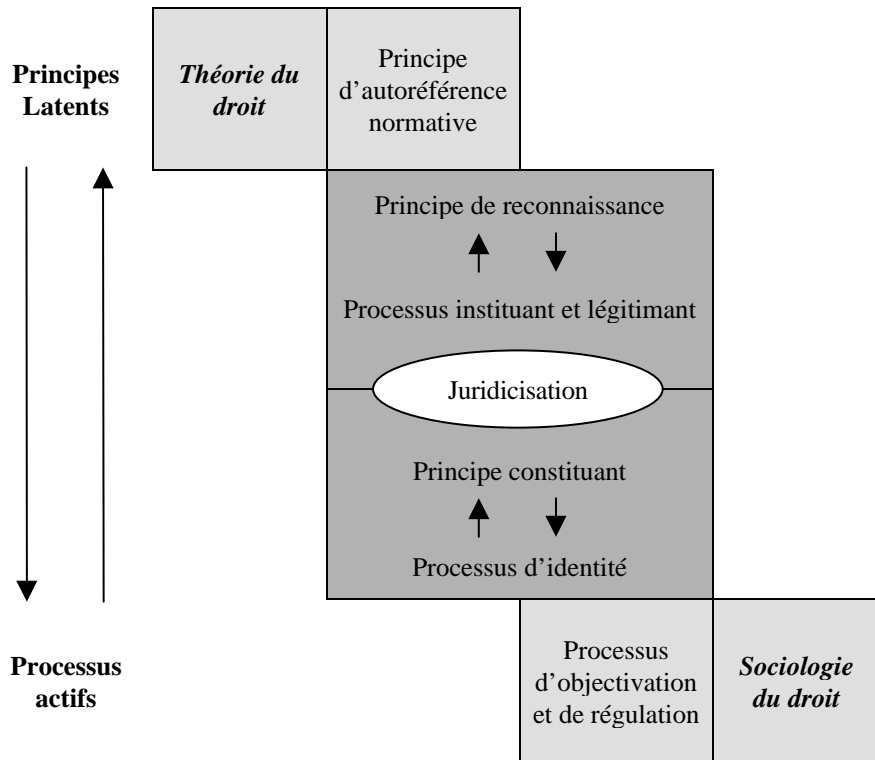 Principes
Latents
Théorie du
droit
Principe
d’autoréférence
normative
Principe de reconnaissance
Processus instituant et légitimant
Juridicisation
Principe constituant
Processus d’identité
Processus
actifs
Processus
d’objectivation
et de régulation
Sociologie
du droit